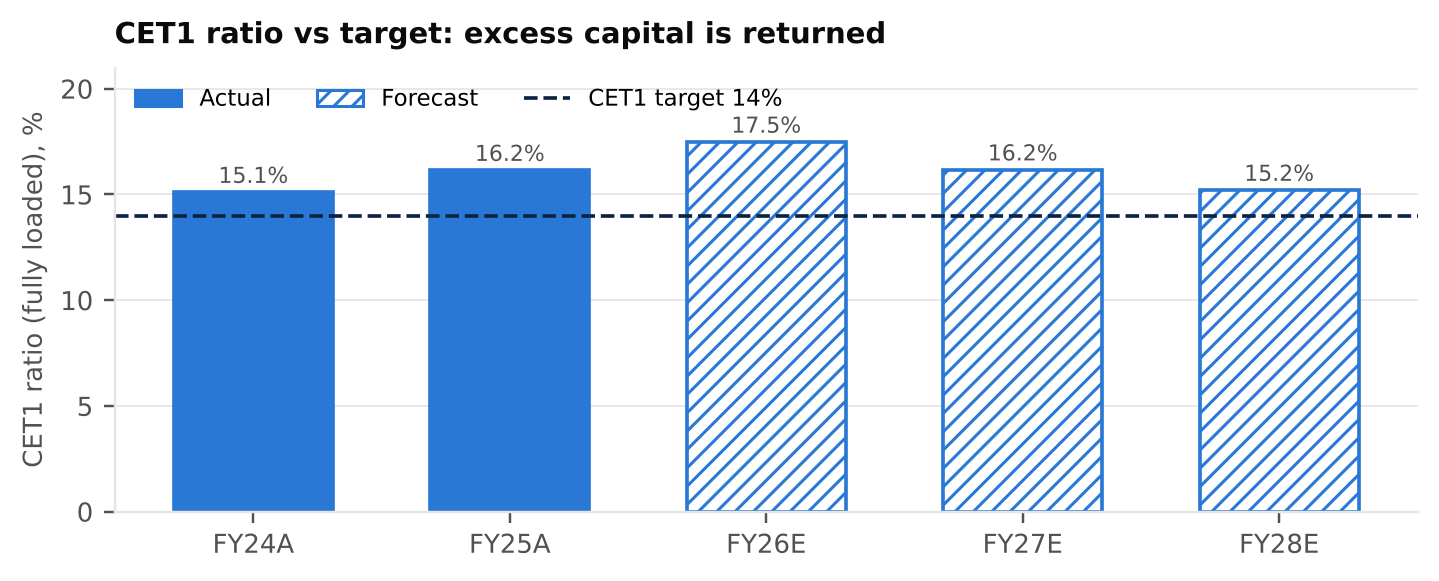 CET1 ratio vs target: excess capital is returned
CET1 ratio (fully loaded), %
20
15
10
5
0
Actual
Forecast
CET1 target 14%
15.1%
16.2%
17.5%
16.2%
15.2%
FY24A
FY25A
FY26E
FY27E
FY28E